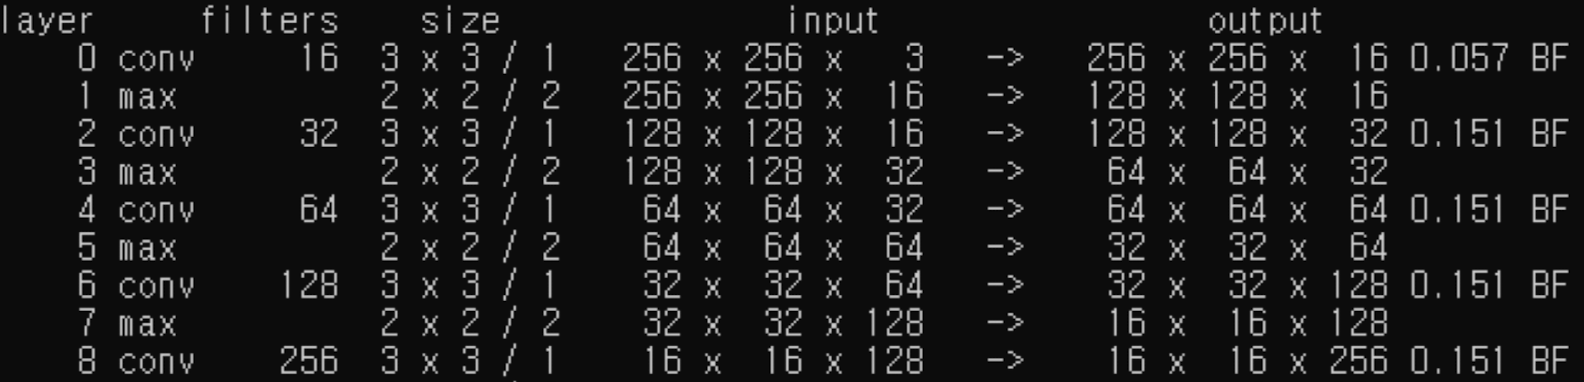 layer filters size input output
0 conv 16 3 x 3 / 1 256 x 256 x 3 -> 256 x 256 x 16 0.057 BF
1 max 2 x 2 / 2 256 x 256 x 16 -> 128 x 128 x 16
2 conv 32 3 x 3 / 1 128 x 128 x 16 -> 128 x 128 x 32 0.151 BF
3 max 2 x 2 / 2 128 x 128 x 32 -> 64 x 64 x 32
4 conv 64 3 x 3 / 1 64 x 64 x 32 -> 64 x 64 x 64 0.151 BF
5 max 2 x 2 / 2 64 x 64 x 64 -> 32 x 32 x 64
6 conv 128 3 x 3 / 1 32 x 32 x 64 -> 32 x 32 x 128 0.151 BF
7 max 2 x 2 / 2 32 x 32 x 128 -> 16 x 16 x 128
8 conv 256 3 x 3 / 1 16 x 16 x 128 -> 16 x 16 x 256 0.151 BF